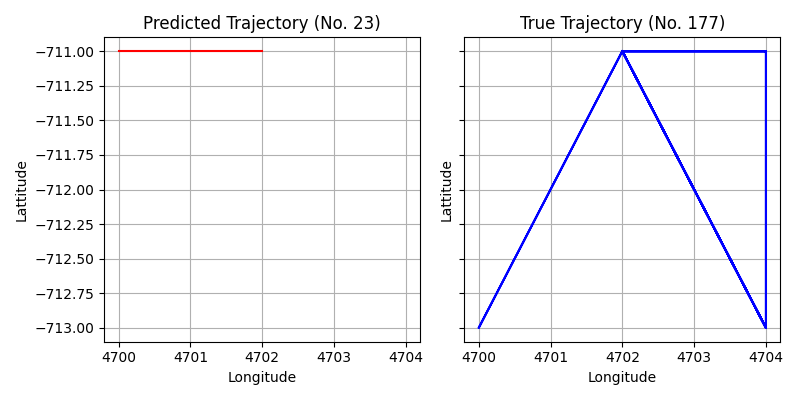 Predicted Trajectory (No. 23)
True Trajectory (No. 177)
−711.00
−711.25
−711.50
−711.75
−712.00
−712.25
−712.50
−712.75
−713.00
Lattitude
Lattitude
4700 4701 4702 4703 4704
4700 4701 4702 4703 4704
Longitude
Longitude